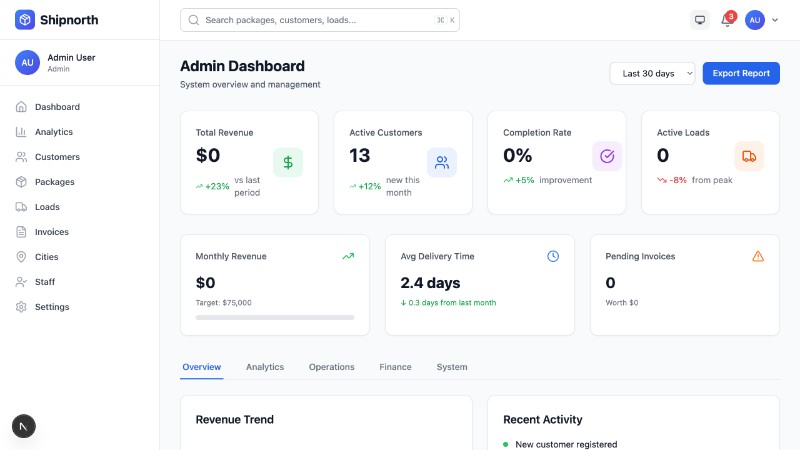 Shipnorth
Search packages, customers, loads...
⌘ K
3
AU
AU
Admin User
Admin
Dashboard
Analytics
Customers
Packages
Loads
Invoices
Cities
Staff
Settings
N
Admin Dashboard
System overview and management
Last 30 days
Export Report
Total Revenue
$0
+23% vs last
period
Active Customers
13
+12% new this
month
Completion Rate
0%
+5% improvement
Active Loads
0
-8% from peak
Monthly Revenue
$0
Target: $75,000
Avg Delivery Time
2.4 days
↓ 0.3 days from last month
Pending Invoices
0
Worth $0
Overview
Analytics
Operations
Finance
System
Revenue Trend
Recent Activity
New customer registered